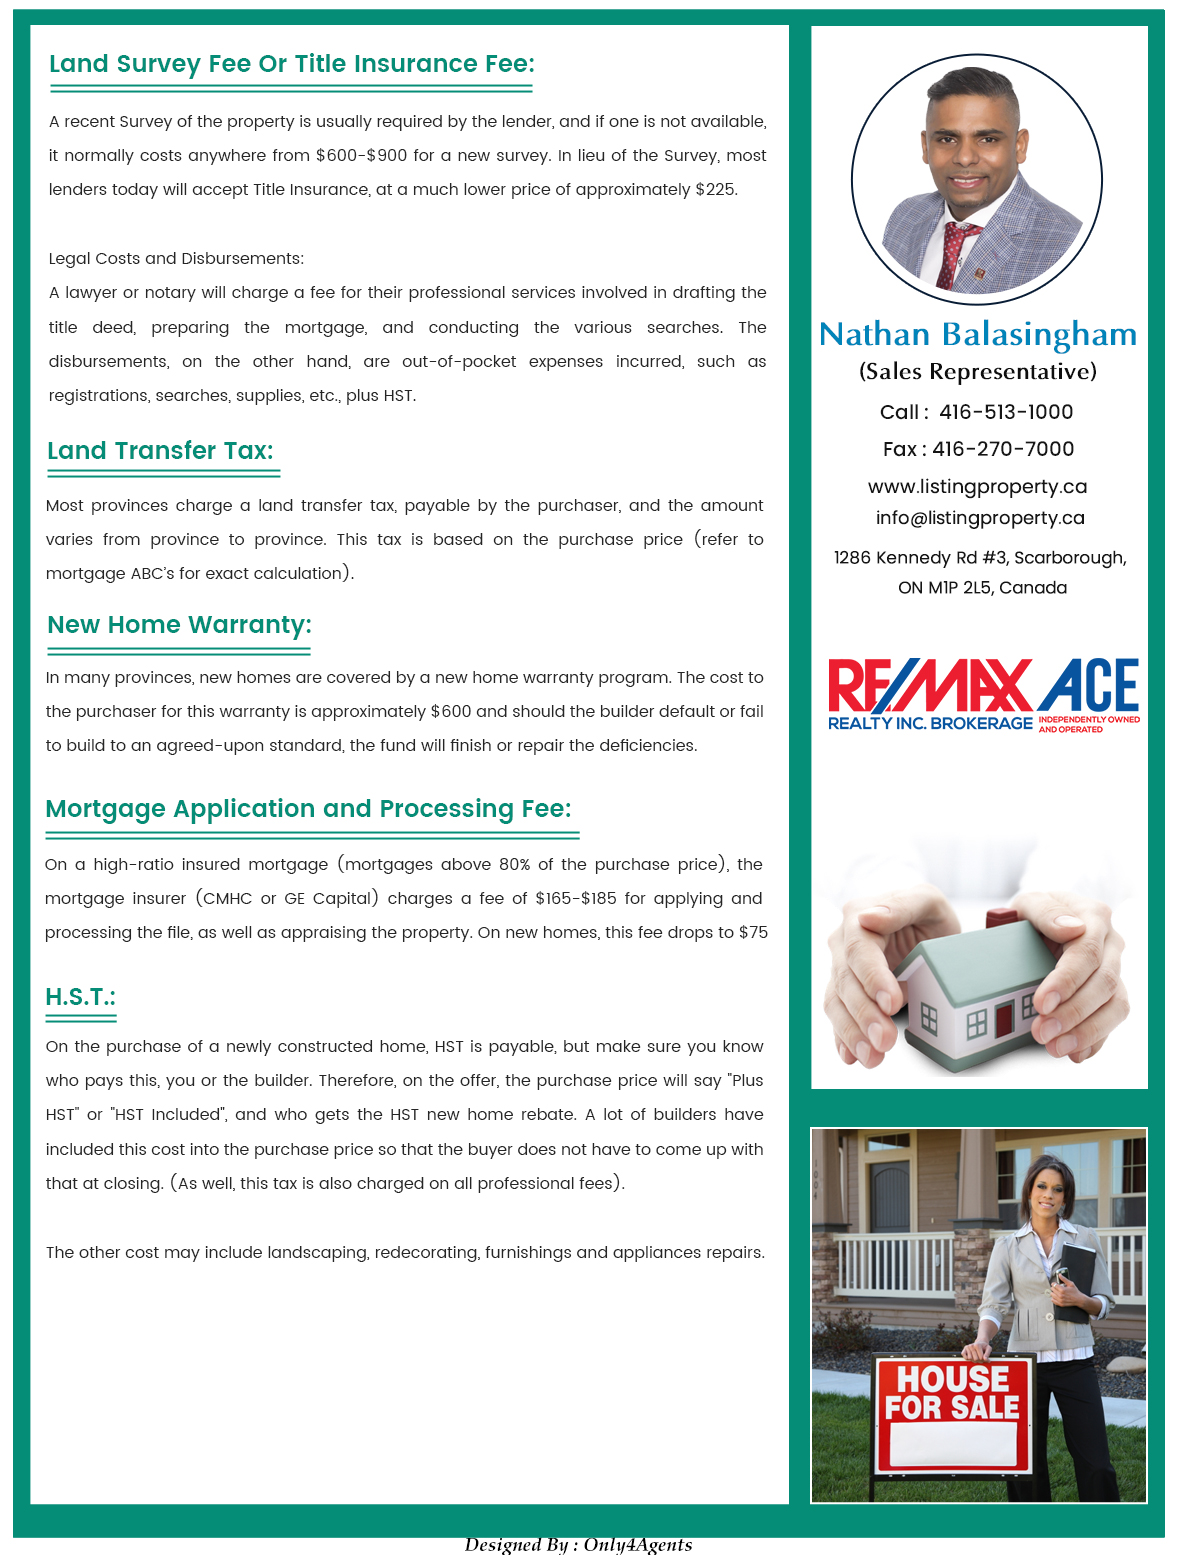 Land Survey Fee Or Title Insurance Fee:
A recent Survey of the property is usually required by the lender, and if one is not available,
it normally costs anywhere from $600-$900 for a new survey. In lieu of the Survey, most
lenders today will accept Title Insurance, at a much lower price of approximately $225.
Legal Costs and Disbursements:
A lawyer or notary will charge a fee for their professional services involved in drafting the
title deed, preparing the mortgage, and conducting the various searches. The
disbursements, on the other hand, are out-of-pocket expenses incurred, such as
registrations, searches, supplies, etc., plus HST.
Land Transfer Tax:
Most provinces charge a land transfer tax, payable by the purchaser, and the amount
varies from province to province. This tax is based on the purchase price (refer to
mortgage ABC's for exact calculation).
New Home Warranty:
In many provinces, new homes are covered by a new home warranty program. The cost to
the purchaser for this warranty is approximately $600 and should the builder default or fail
to build to an agreed-upon standard, the fund will finish or repair the deficiencies.
Mortgage Application and Processing Fee:
On a high-ratio insured mortgage (mortgages above 80% of the purchase price), the
mortgage insurer (CMHC or GE Capital) charges a fee of $165-$185 for applying and
processing the file, as well as appraising the property. On new homes, this fee drops to $75
H.S.T.:
On the purchase of a newly constructed home, HST is payable, but make sure you know
who pays this, you or the builder. Therefore, on the offer, the purchase price will say "Plus
HST" or "HST Included", and who gets the HST new home rebate. A lot of builders have
included this cost into the purchase price so that the buyer does not have to come up with
that at closing. (As well, this tax is also charged on all professional fees).
The other cost may include landscaping, redecorating, furnishings and appliances repairs.
Nathan Balasingham
(Sales Representative)
Call : 416-513-1000
Fax : 416-270-7000
www.listingproperty.ca
info@listingproperty.ca
1286 Kennedy Rd #3, Scarborough,
ON M1P 2L5, Canada
RE/MAX ACE
REALTY INC. BROKERAGE
INDEPENDENTLY OWNED
AND OPERATED
1004
HOUSE
FOR SALE
Designed By : Only4Agents